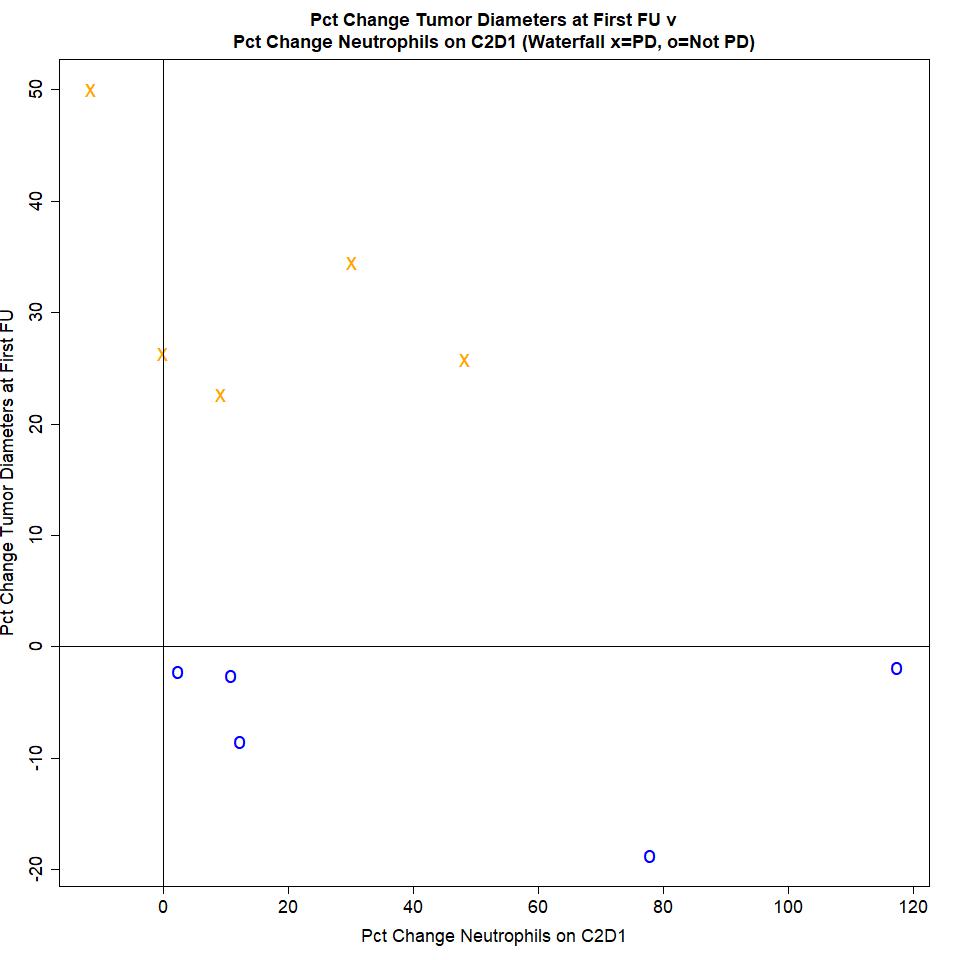 Pct Change Tumor Diameters at First FU v
Pct Change Neutrophils on C2D1 (Waterfall x=PD, o=Not PD)
Pct Change Tumor Diameters at First FU
50
40
30
20
10
0
-10
-20
X
X
X
X
X
O
O
O
O
O
0 20 40 60 80 100 120
Pct Change Neutrophils on C2D1